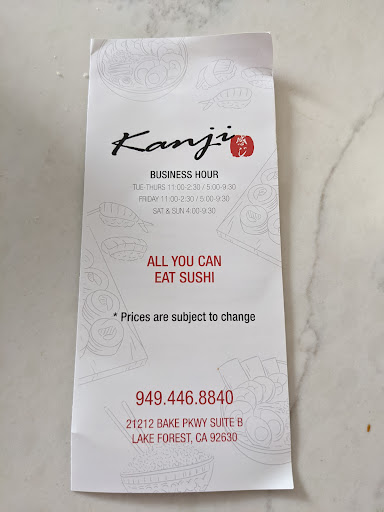 Kanji
BUSINESS HOUR
TUE-THURS 11:00-2:30 / 5:00-9:30
FRIDAY 11:00-2:30 / 5:00-9:30
SAT & SUN 4:00-9:30
ALL YOU CAN
EAT SUSHI
* Prices are subject to change
949.446.8840
21212 BAKE PKWY SUITE B
LAKE FOREST, CA 92630